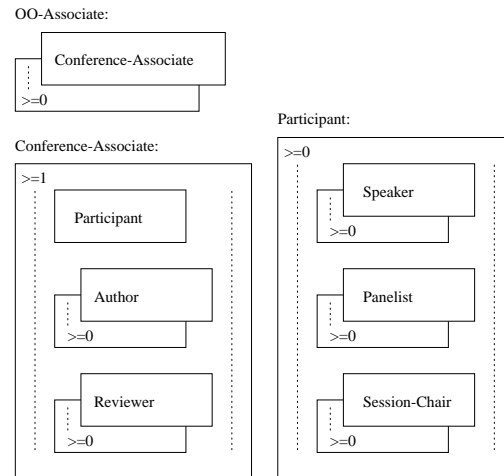 OO-Associate:
Conference-Associate
>=0
Conference-Associate:
>=1
Participant
Author
>=0
Reviewer
>=0
Participant:
>=0
Speaker
>=0
Panelist
>=0
Session-Chair
>=0